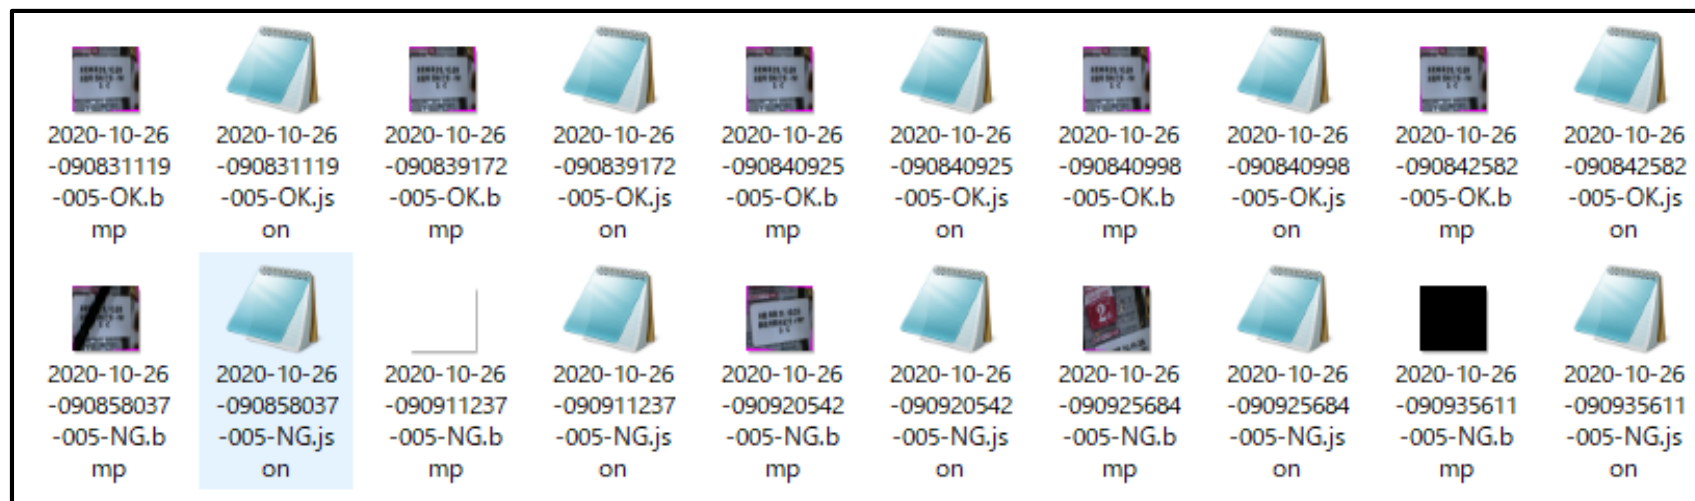 2020-10-26 2020-10-26 2020-10-26 2020-10-26 2020-10-26 2020-10-26 2020-10-26 2020-10-26 2020-10-26 2020-10-26
-090831119 -090831119 -090839172 -090839172 -090840925 -090840925 -090840998 -090840998 -090842582 -090842582
-005-OK.b -005-OK.js -005-OK.b -005-OK.js -005-OK.b -005-OK.js -005-OK.b -005-OK.js -005-OK.b -005-OK.js
mp on mp on mp on mp on mp on
2
2020-10-26 2020-10-26 2020-10-26 2020-10-26 2020-10-26 2020-10-26 2020-10-26 2020-10-26 2020-10-26 2020-10-26
-090858037 -090858037 -090911237 -090911237 -090920542 -090920542 -090925684 -090925684 -090935611 -090935611
-005-NG.b -005-NG.js -005-NG.b -005-NG.js -005-NG.b -005-NG.js -005-NG.b -005-NG.js -005-NG.b -005-NG.js
mp on mp on mp on mp on mp on